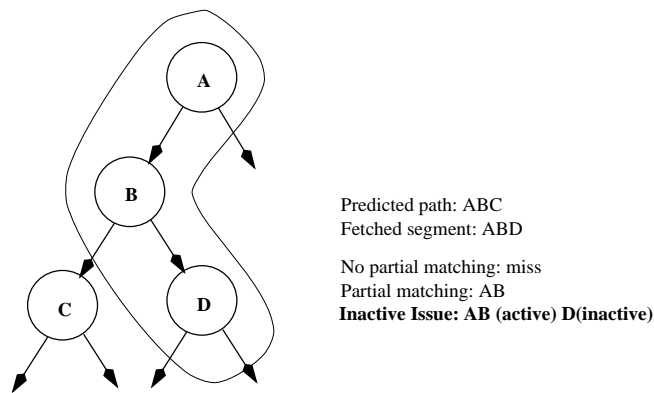 A
B
C
D
Predicted path: ABC
Fetched segment: ABD
No partial matching: miss
Partial matching: AB
Inactive Issue: AB (active) D(inactive)